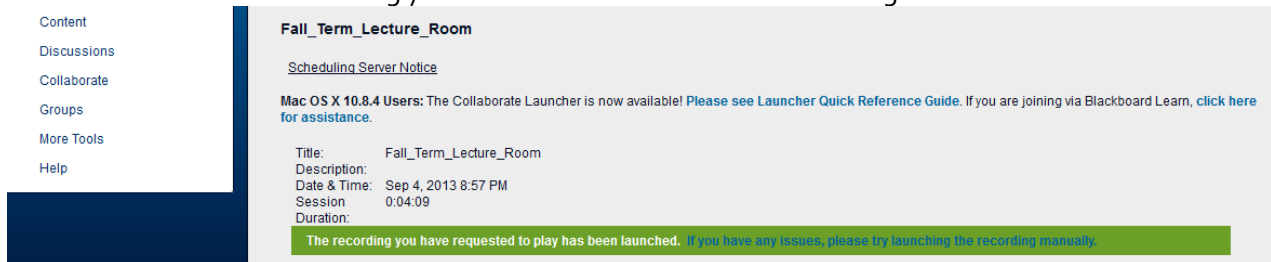 Content
Discussions
Collaborate
Groups
More Tools
Help
Fall_Term_Lecture_Room
Scheduling Server Notice
Mac OS X 10.8.4 Users: The Collaborate Launcher is now available! Please see Launcher Quick Reference Guide. If you are joining via Blackboard Learn, click here
for assistance.
Title: Fall_Term_Lecture_Room
Description:
Date & Time: Sep 4, 2013 8:57 PM
Session 0:04:09
Duration:
The recording you have requested to play has been launched. If you have any issues, please try launching the recording manually.